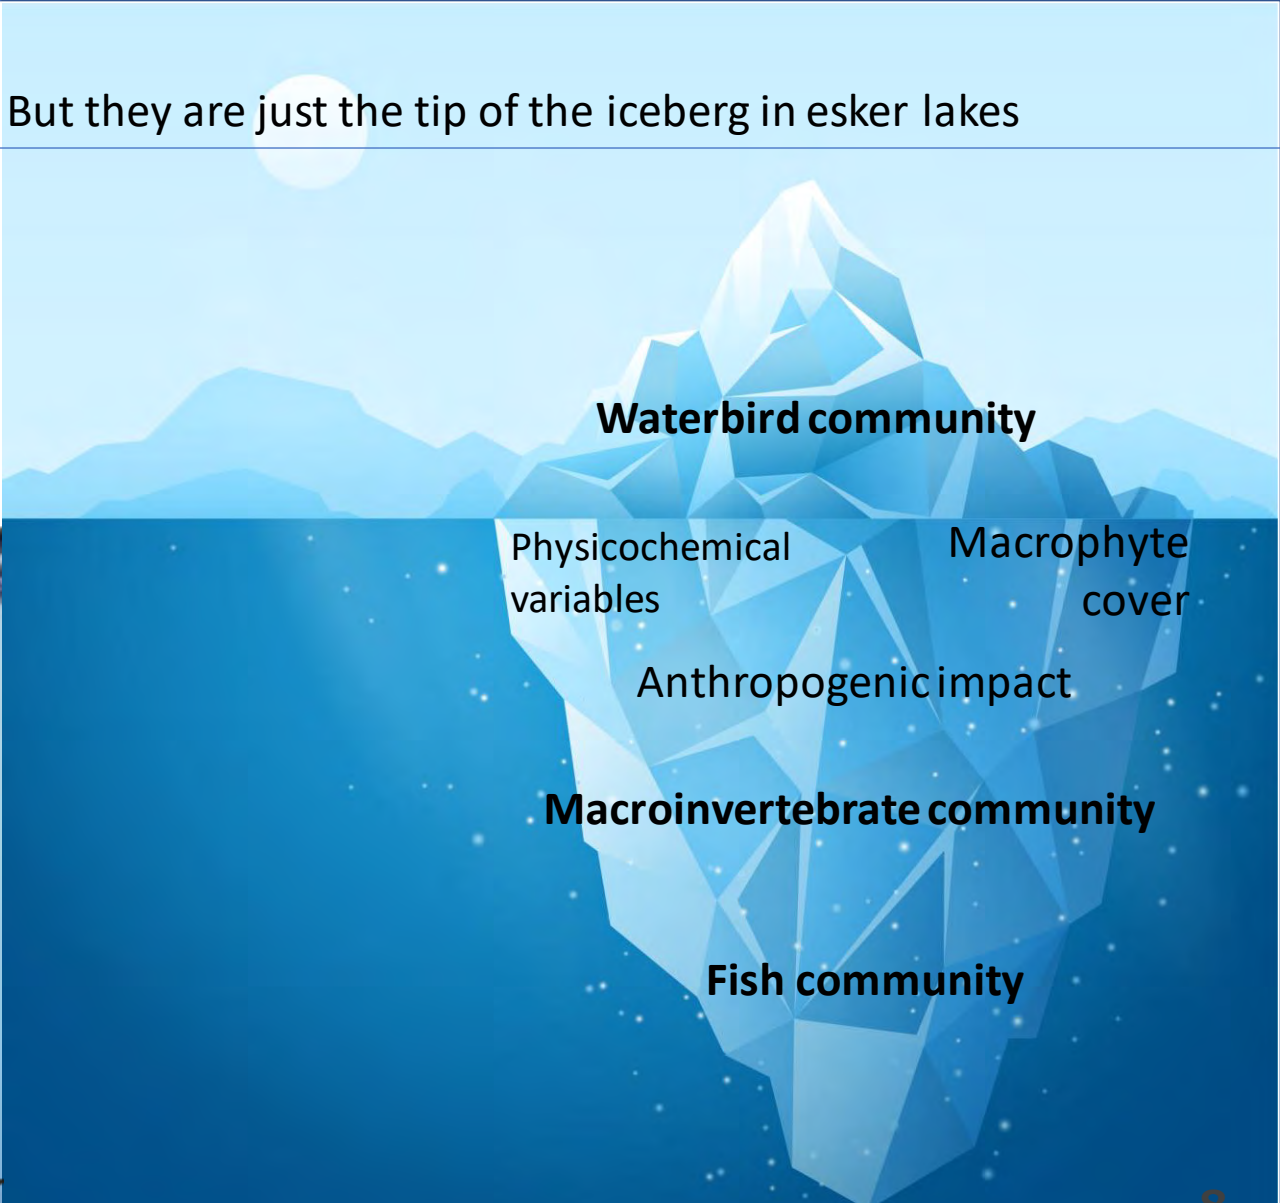 But they are just the tip of the iceberg in esker lakes
Waterbird community
Physicochemical
variables
Macrophyte
cover
Anthropogenic impact
Macroinvertebrate community
Fish community